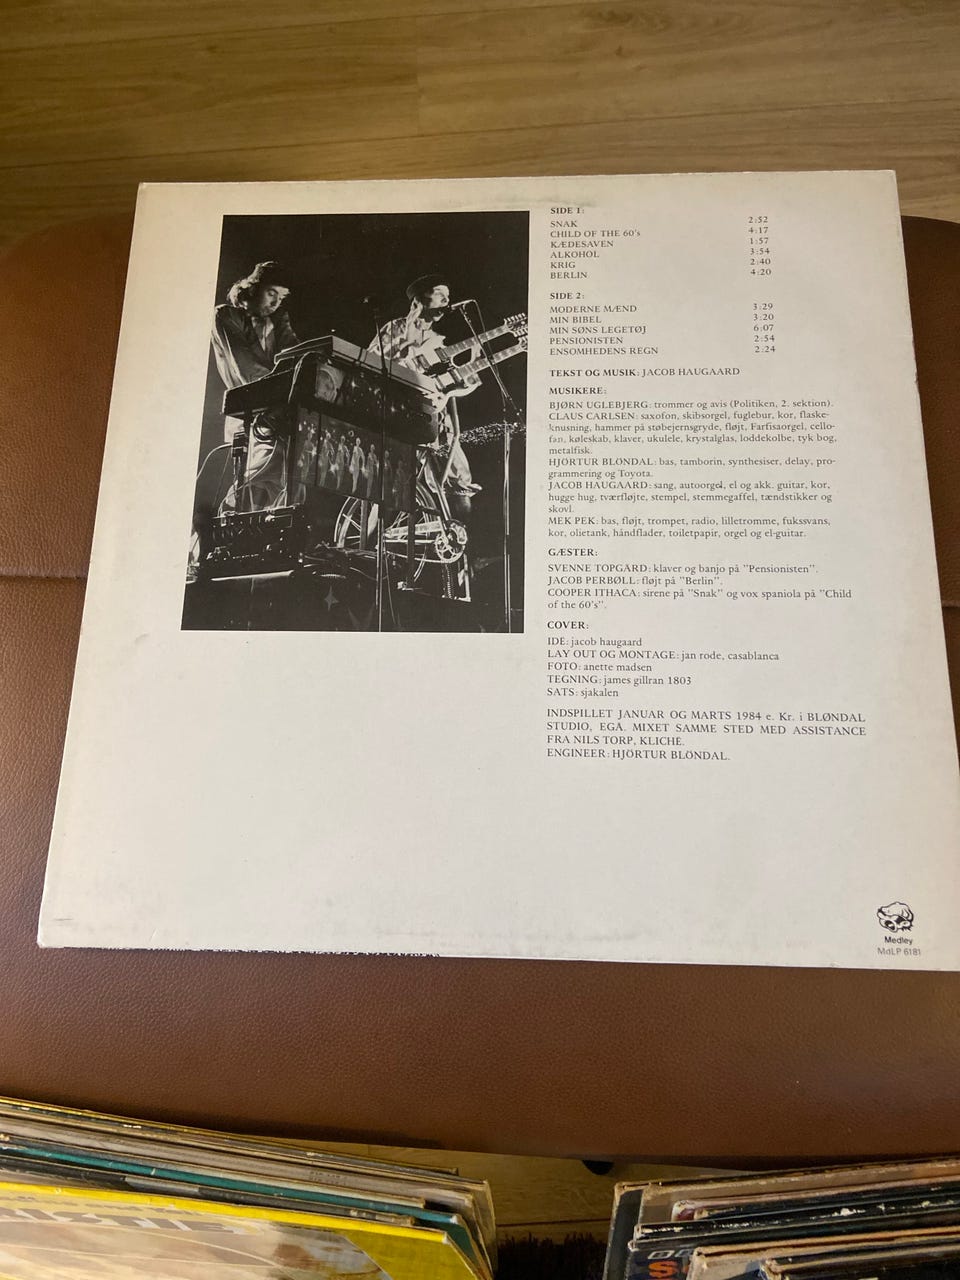 SIDE 1:
SNAK 2:52
CHILD OF THE 60's 4:17
KÆDESAVEN 1:57
ALKOHOL 3:54
KRIG 2:40
BERLIN 4:20
SIDE 2:
MODERNE MÆND 3:29
MIN BIBEL 3:20
MIN SØNS LEGETØJ 6:07
PENSIONISTEN 2:54
ENSOMHEDENS REGN 2:24
TEKST OG MUSIK: JACOB HAUGAARD
MUSIKERE:
BJØRN UGLEBJERG: trommer og avis (Politiken, 2. sektion).
CLAUS CARLSEN: saxofon, skibsorgel, fuglebur, kor, flaske-
knusning, hammer på støbejernsgryde, fløjt, Farfisaorgel, cello-
fan, køleskab, klaver, ukulele, krystalglas, loddekolbe, tyk bog,
metalfisk.
HJÖRTUR BLÖNDAL: bas, tamborin, synthesiser, delay, pro-
grammering og Toyota.
JACOB HAUGAARD: sang, autoorgel, el og akk. guitar, kor,
hugge hug, tværfløjte, stempel, stemmegaffel, tændstikker og
skovl.
MEK PEK: bas, fløjt, trompet, radio, lilletromme, fukssvans,
kor, olietank, håndflader, toiletpapir, orgel og el-guitar.
GÆSTER:
SVENNE TOPGARD: klaver og banjo på "Pensionisten".
JACOB PERBØLL: fløjt på "Berlin".
COOPER ITHACA: sirene på "Snak" og vox spaniola på "Child
of the 60's".
COVER:
IDE: jacob haugaard
LAY OUT OG MONTAGE: jan rode, casablanca
FOTO: anette madsen
TEGNING: james gillran 1803
SATS: sjakalen
INDSPILLET JANUAR OG MARTS 1984 e. Kr. i BLØNDAL
STUDIO, EGÅ. MIXET SAMME STED MED ASSISTANCE
FRA NILS TORP, KLICHÉ.
ENGINEER: HJÖRTUR BLÖNDAL.
Medley
MdLP 6181